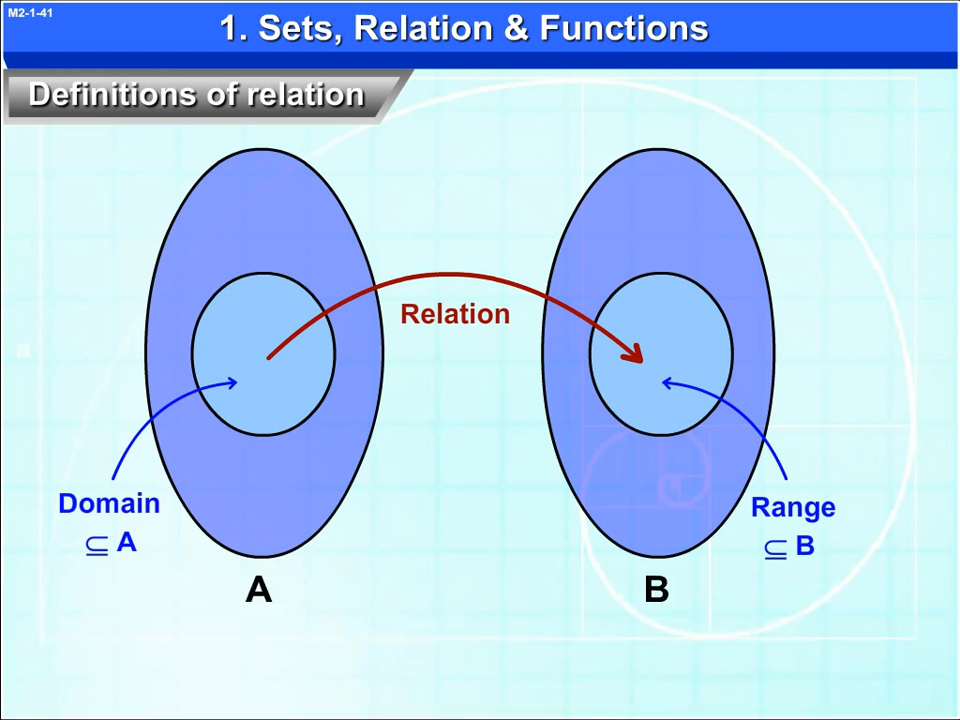 M2-1-41
1. Sets, Relation & Functions
Definitions of relation
Relation
a
Domain
⊆ A
Range
⊆ B
A
B